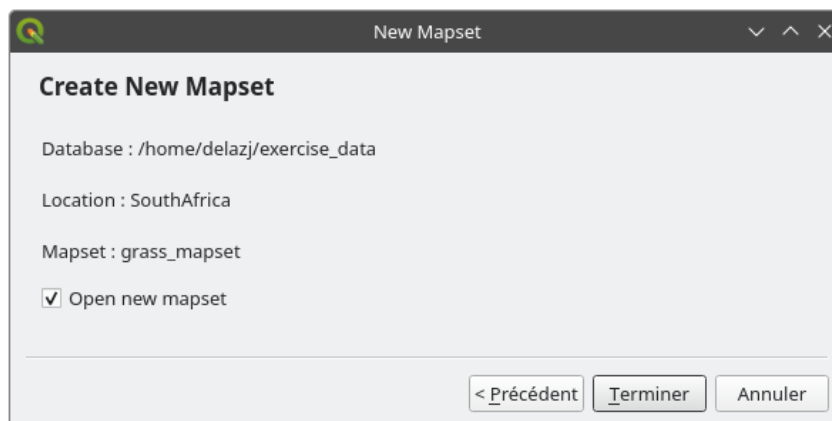 New Mapset
Create New Mapset
Database : /home/delazj/exercise_data
Location : SouthAfrica
Mapset : grass_mapset
Open new mapset
< Précédent Terminer Annuler